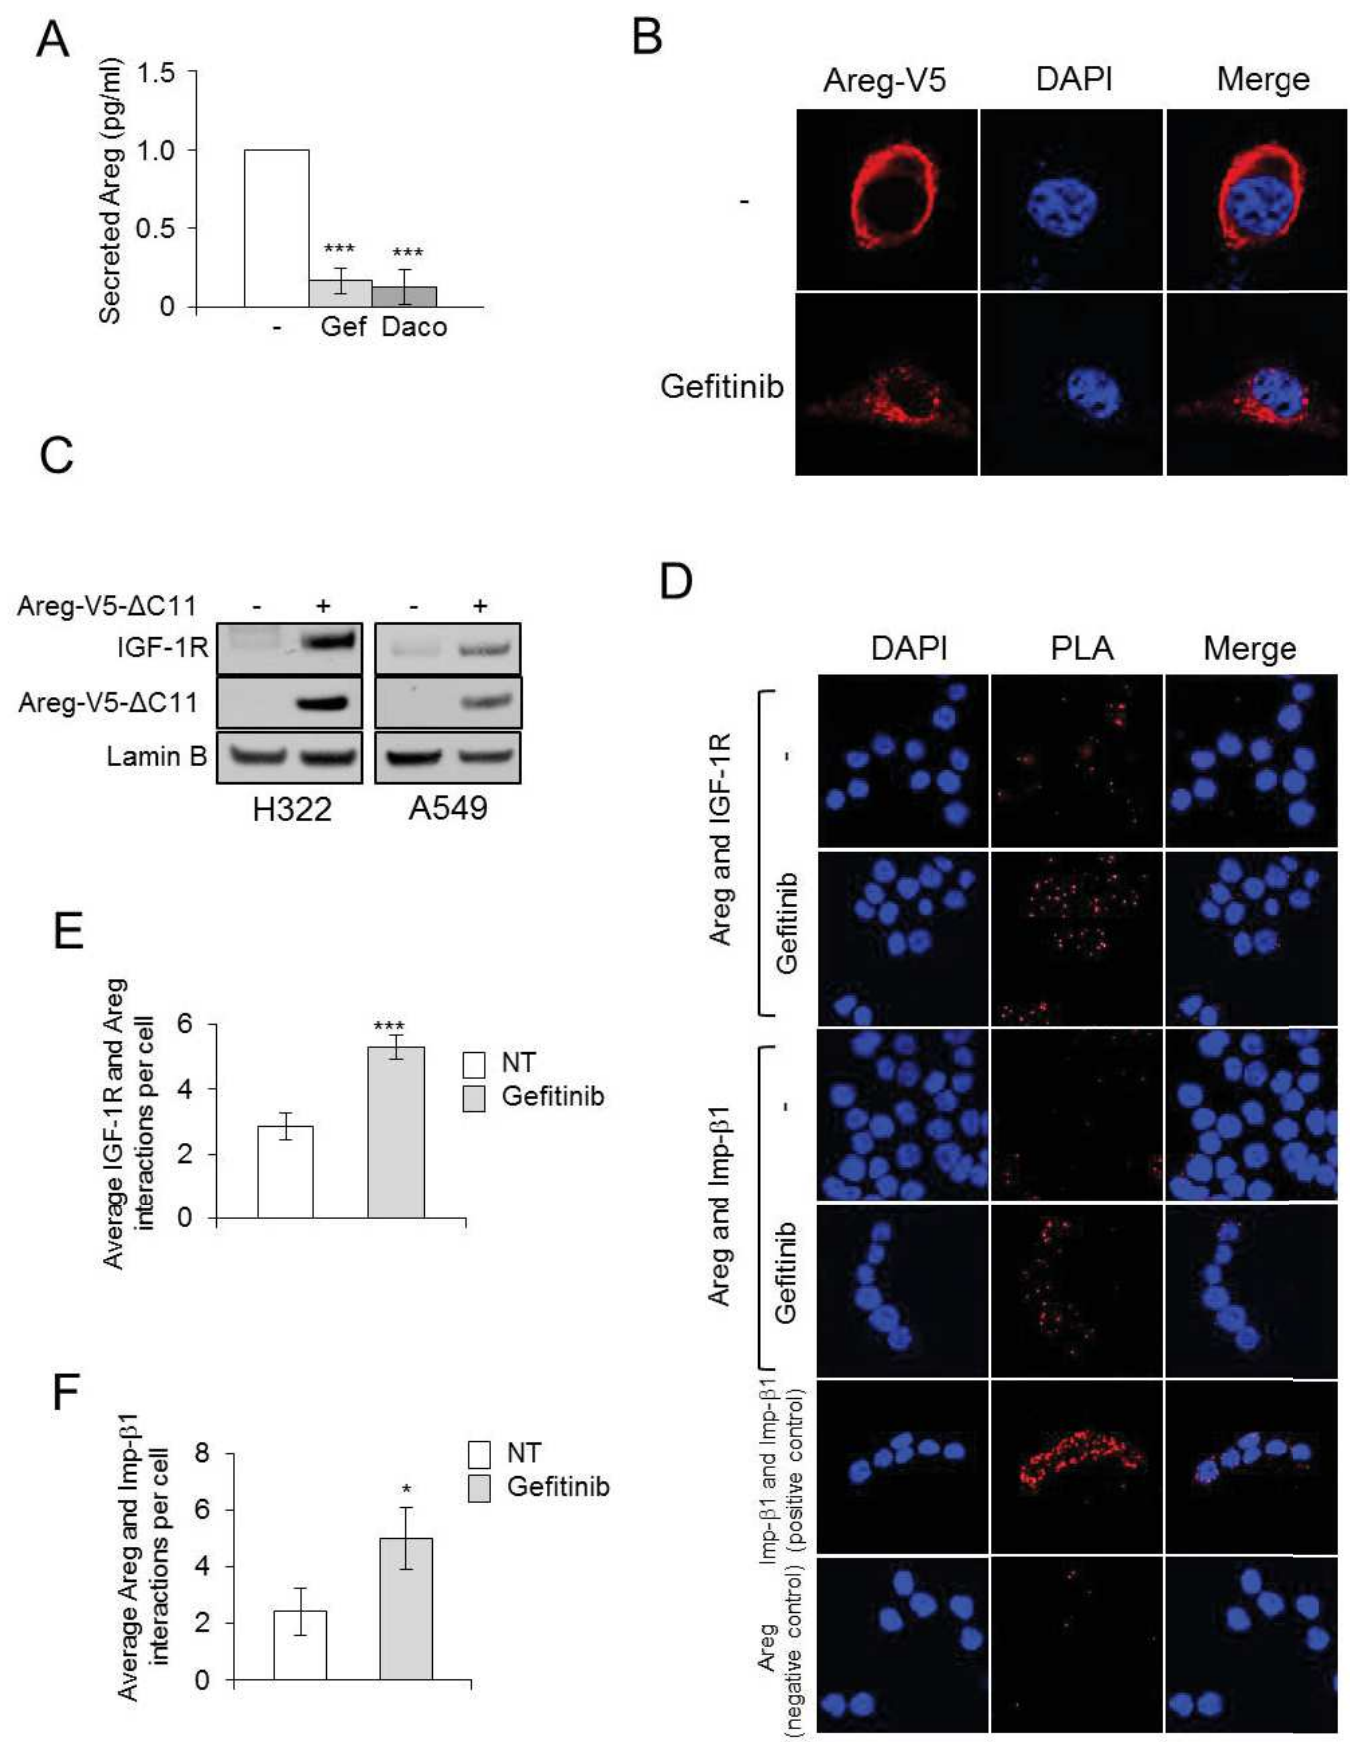 A
Secreted Areg (pg/ml)
1.5
1.0
0.5
0
***
***
-
Gef
Daco
B
Areg-V5
DAPI
Merge
-
Gefitinib
C
Areg-V5-ΔC11
-
+
-
+
IGF-1R
Areg-V5-ΔC11
Lamin B
H322
A549
D
DAPI
PLA
Merge
Areg and IGF-1R
-
Gefitinib
Areg and Imp-β1
-
Gefitinib
Imp-β1 and Imp-β1
(positive control)
Areg
(negative control)
E
Average IGF-1R and Areg
interactions per cell
6
4
2
0
***
NT
Gefitinib
F
Average Areg and Imp-β1
interactions per cell
8
6
4
2
0
*
NT
Gefitinib